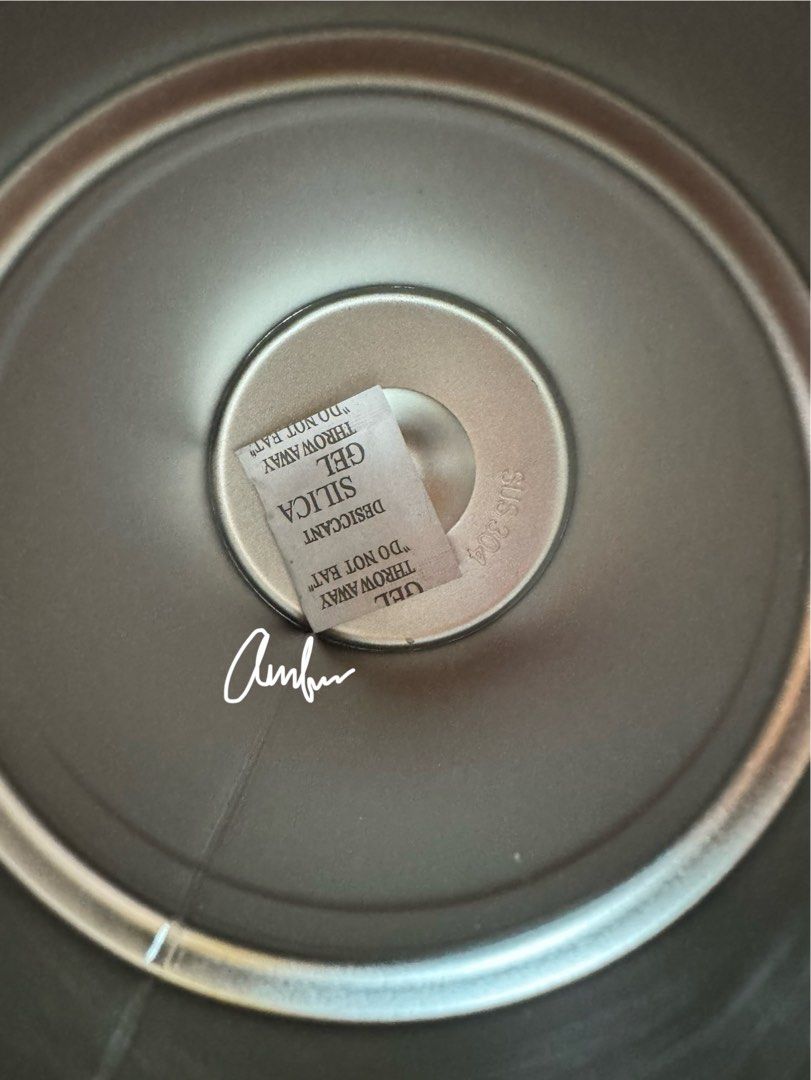 "DO NOT EAT"
THROW AWAY
GEL
SILICA
DESICCANT
"DO NOT EAT"
THROW AWAY
GEL
SUS 304